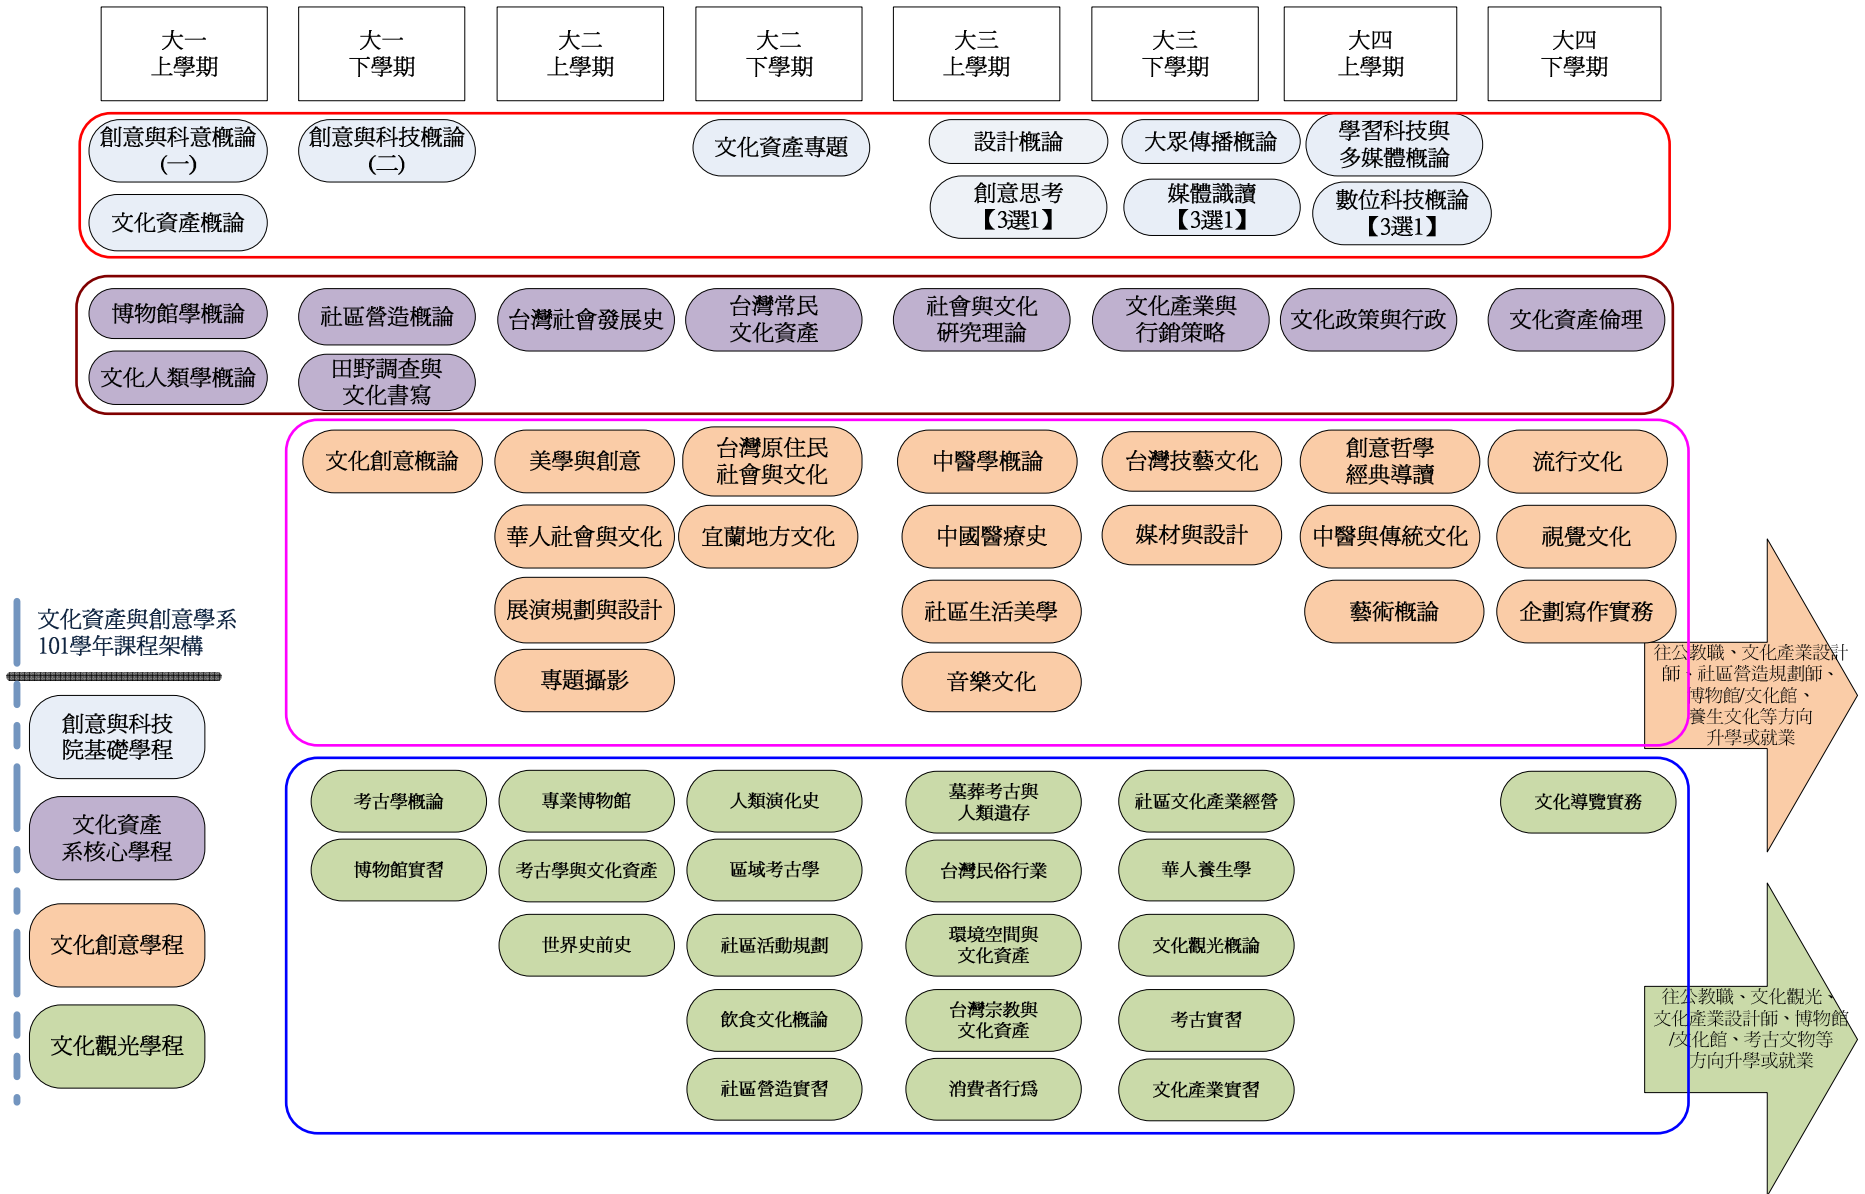 大一
上學期
大一
下學期
大二
上學期
大二
下學期
大三
上學期
大三
下學期
大四
上學期
大四
下學期
創意與科意概論
(一)
創意與科技概論
(二)
文化資產專題
設計概論
大眾傳播概論
學習科技與
多媒體概論
文化資產概論
創意思考
【3選1】
媒體識讀
【3選1】
數位科技概論
【3選1】
博物館學概論
社區營造概論
台灣社會發展史
台灣常民
文化資產
社會與文化
研究理論
文化產業與
行銷策略
文化政策與行政
文化資產倫理
文化人類學概論
田野調查與
文化書寫
文化創意概論
美學與創意
台灣原住民
社會與文化
中醫學概論
台灣技藝文化
創意哲學
經典導讀
流行文化
華人社會與文化
宜蘭地方文化
中國醫療史
媒材與設計
中醫與傳統文化
視覺文化
展演規劃與設計
社區生活美學
藝術概論
企劃寫作實務
專題攝影
音樂文化
往公教職、文化產業設計
師、社區營造規劃師、
博物館/文化館、
養生文化等方向
升學或就業
文化資產與創意學系
101學年課程架構
創意與科技
院基礎學程
文化資產
系核心學程
文化創意學程
文化觀光學程
考古學概論
專業博物館
人類演化史
墓葬考古與
人類遺存
社區文化產業經營
文化導覽實務
博物館實習
考古學與文化資產
區域考古學
台灣民俗行業
華人養生學
世界史前史
社區活動規劃
環境空間與
文化資產
文化觀光概論
飲食文化概論
台灣宗教與
文化資產
考古實習
社區營造實習
消費者行為
文化產業實習
往公教職、文化觀光、
文化產業設計師、博物館
/文化館、考古文物等
方向升學或就業